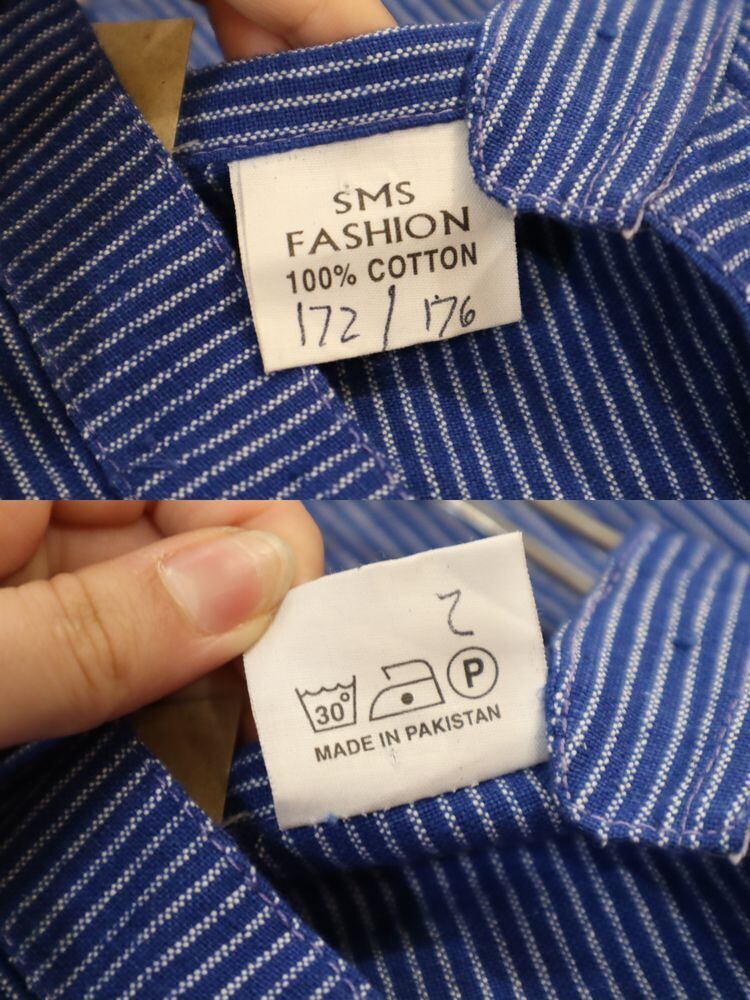 SMS
FASHION
100% COTTON
172 / 176
2
30°
P
MADE IN PAKISTAN